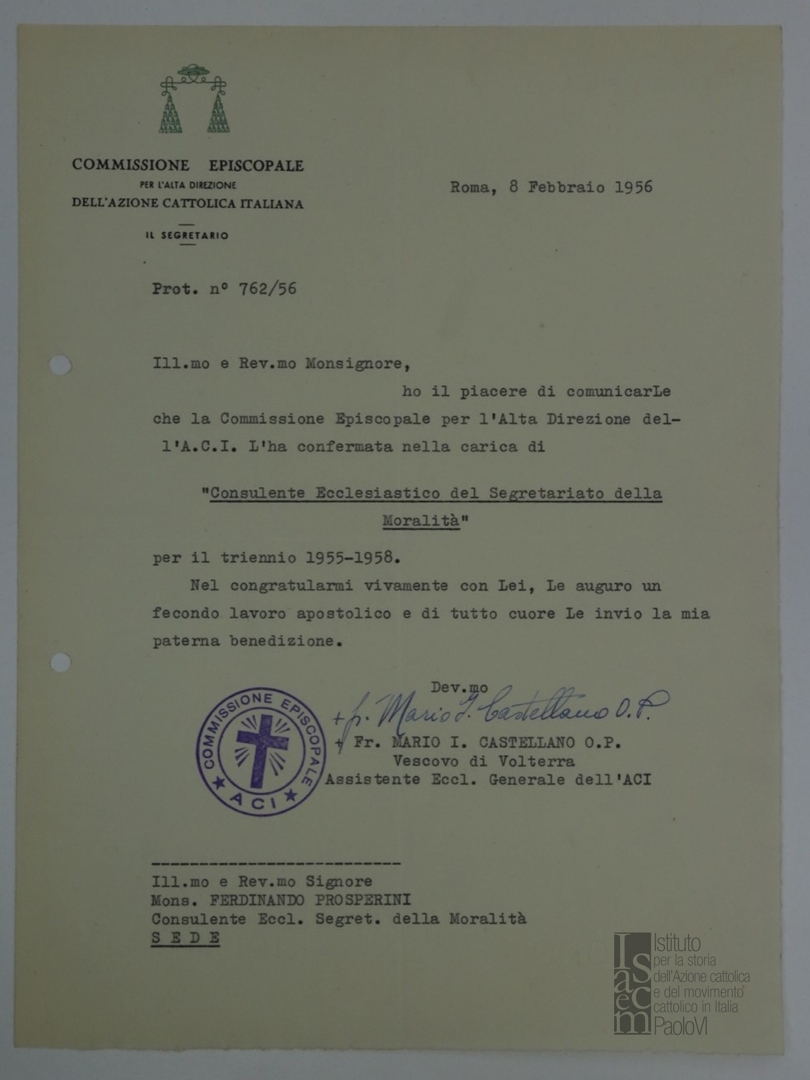 COMMISSIONE EPISCOPALE
PER L'ALTA DIREZIONE
DELL'AZIONE CATTOLICA ITALIANA
IL SEGRETARIO
Roma, 8 Febbraio 1956
Prot. n° 762/56
Ill.mo e Rev.mo Monsignore,
ho il piacere di comunicarLe
che la Commissione Episcopale per l'Alta Direzione del-
l'A.C.I. L'ha confermata nella carica di
"Consulente Ecclesiastico del Segretariato della
Moralità"
per il triennio 1955-1958.
Nel congratularmi vivamente con Lei, Le auguro un
fecondo lavoro apostolico e di tutto cuore Le invio la mia
paterna benedizione.
Dev.mo
+ fr. Mario I. Castellano O.P.
+ Fr. MARIO I. CASTELLANO O.P.
Vescovo di Volterra
Assistente Eccl. Generale dell'ACI
COMMISSIONE EPISCOPALE
★ ACI ★
Ill.mo e Rev.mo Signore
Mons. FERDINANDO PROSPERINI
Consulente Eccl. Segret. della Moralità
S E D E
Isacem
Istituto
per la storia
dell'Azione cattolica
e del movimento
cattolico in Italia
PaoloVI